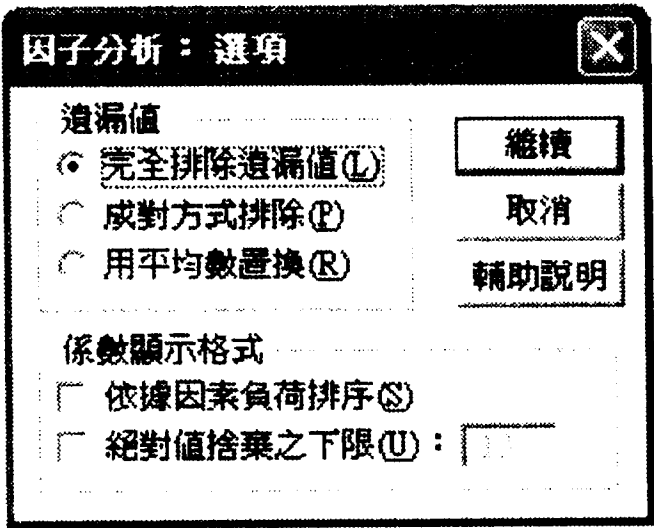 因子分析：選項
遺漏值
完全排除遺漏值(L)
成對方式排除(P)
用平均數置換(R)
繼續
取消
輔助說明
係數顯示格式
依據因素負荷排序(S)
絕對值捨棄之下限(U)：